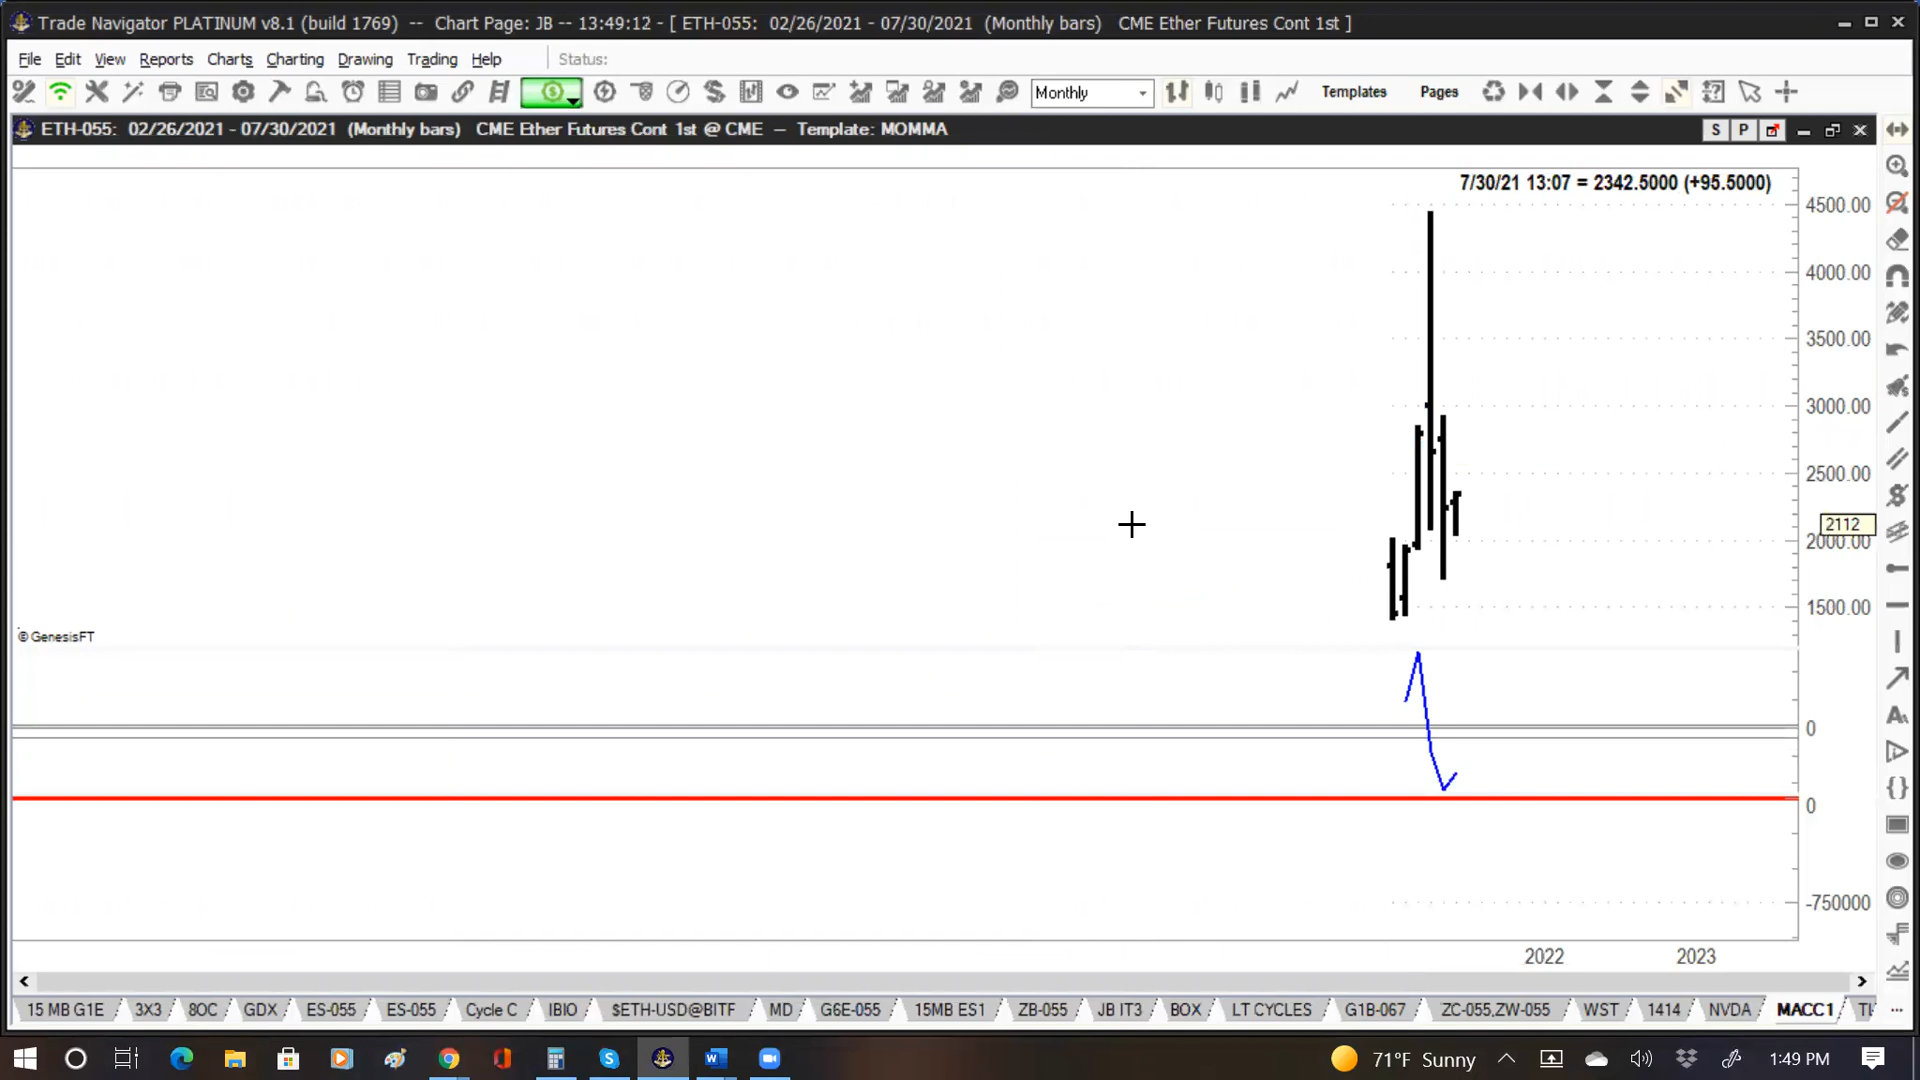 Trade Navigator PLATINUM v8.1 (build 1769) -- Chart Page: JB -- 13:49:12 - [ ETH-055: 02/26/2021 - 07/30/2021 (Monthly bars) CME Ether Futures Cont 1st ]
File Edit View Reports Charts Charting Drawing Trading Help Status:
Monthly Templates Pages
ETH-055: 02/26/2021 - 07/30/2021 (Monthly bars) CME Ether Futures Cont 1st @ CME -- Template: MOMMA S P
7/30/21 13:07 = 2342.5000 (+95.5000)
4500.00
4000.00
3500.00
3000.00
2500.00
2112
2000.00
1500.00
© GenesisFT
0
0
-750000
2022 2023
15 MB G1E 3X3 8OC GDX ES-055 ES-055 Cycle C IBIO $ETH-USD@BITF MD G6E-055 15MB ES1 ZB-055 JB IT3 BOX LT CYCLES G1B-067 ZC-055,ZW-055 WST 1414 NVDA MACC1
71°F Sunny 1:49 PM